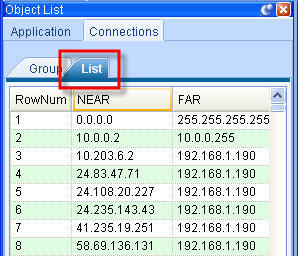 Object List
Application Connections
Group List
RowNum NEAR FAR
1 0.0.0.0 255.255.255.255
2 10.0.0.2 10.0.0.255
3 10.203.6.2 192.168.1.190
4 24.83.47.71 192.168.1.190
5 24.108.20.227 192.168.1.190
6 24.235.143.43 192.168.1.190
7 41.235.19.251 192.168.1.190
8 58.69.136.131 192.168.1.190